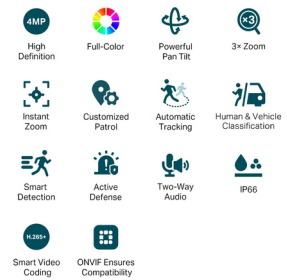 4MP
High
Definition
Full-Color
Powerful
Pan Tilt
×3
3× Zoom
Instant
Zoom
Customized
Patrol
Automatic
Tracking
Human & Vehicle
Classification
Smart
Detection
Active
Defense
Two-Way
Audio
IP66
H.265+
Smart Video
Coding
ONVIF Ensures
Compatibility